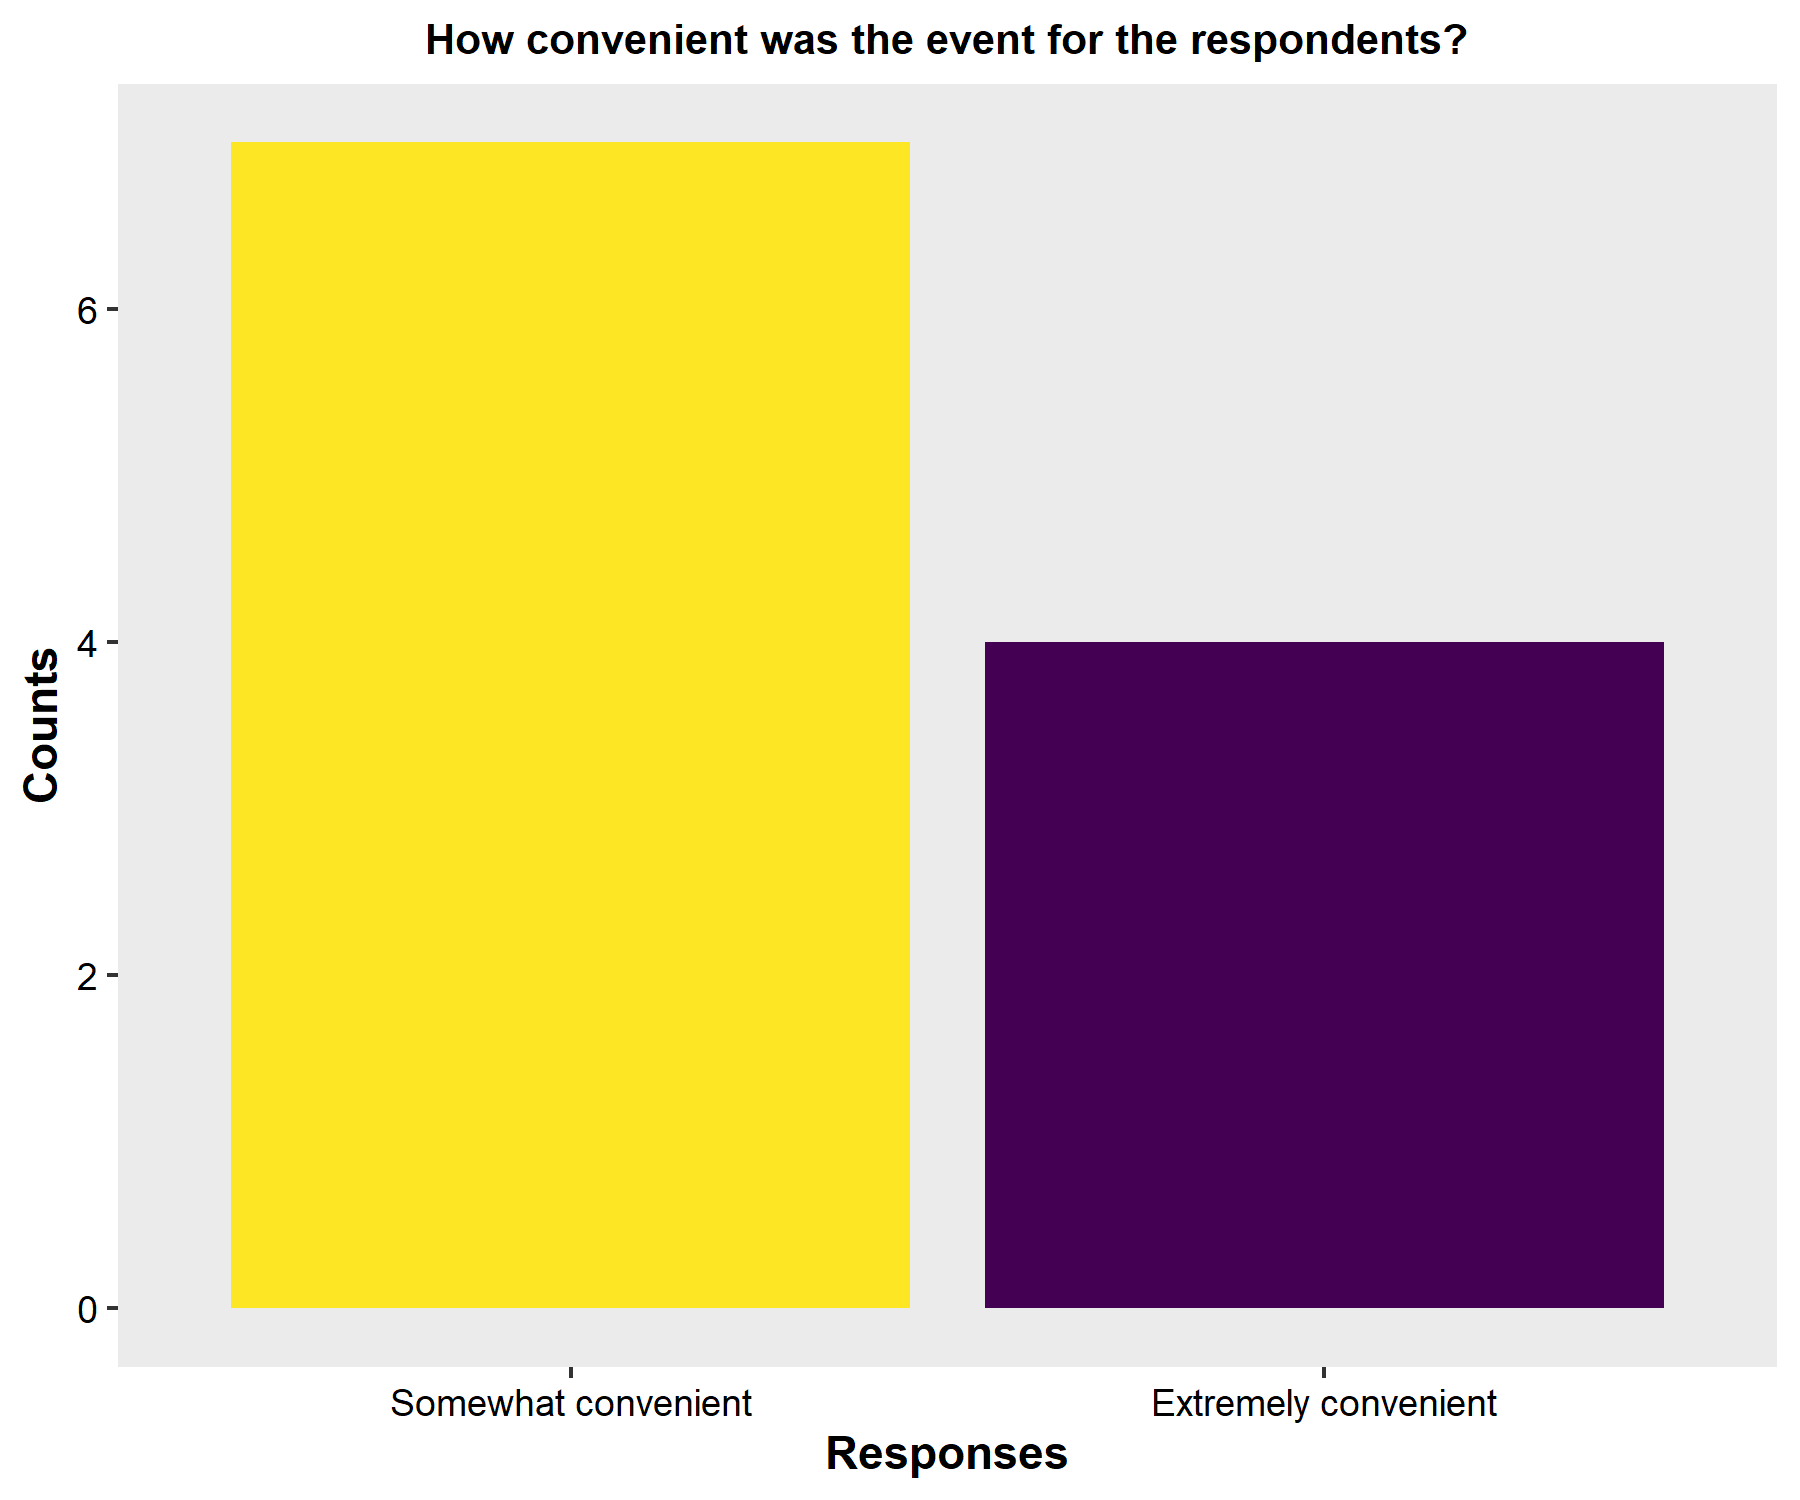 How convenient was the event for the respondents?
Counts
6
4
2
0
Somewhat convenient
Extremely convenient
Responses